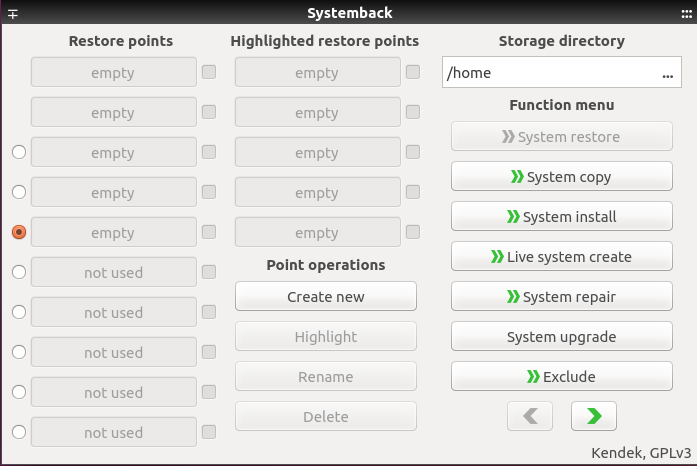 Systemback
Restore points
Highlighted restore points
Storage directory
empty
empty
/home ...
empty
empty
Function menu
empty
empty
System restore
empty
empty
System copy
empty
empty
System install
not used
Point operations
Live system create
not used
Create new
System repair
not used
Highlight
System upgrade
not used
Rename
Exclude
not used
Delete
Kendek, GPLv3